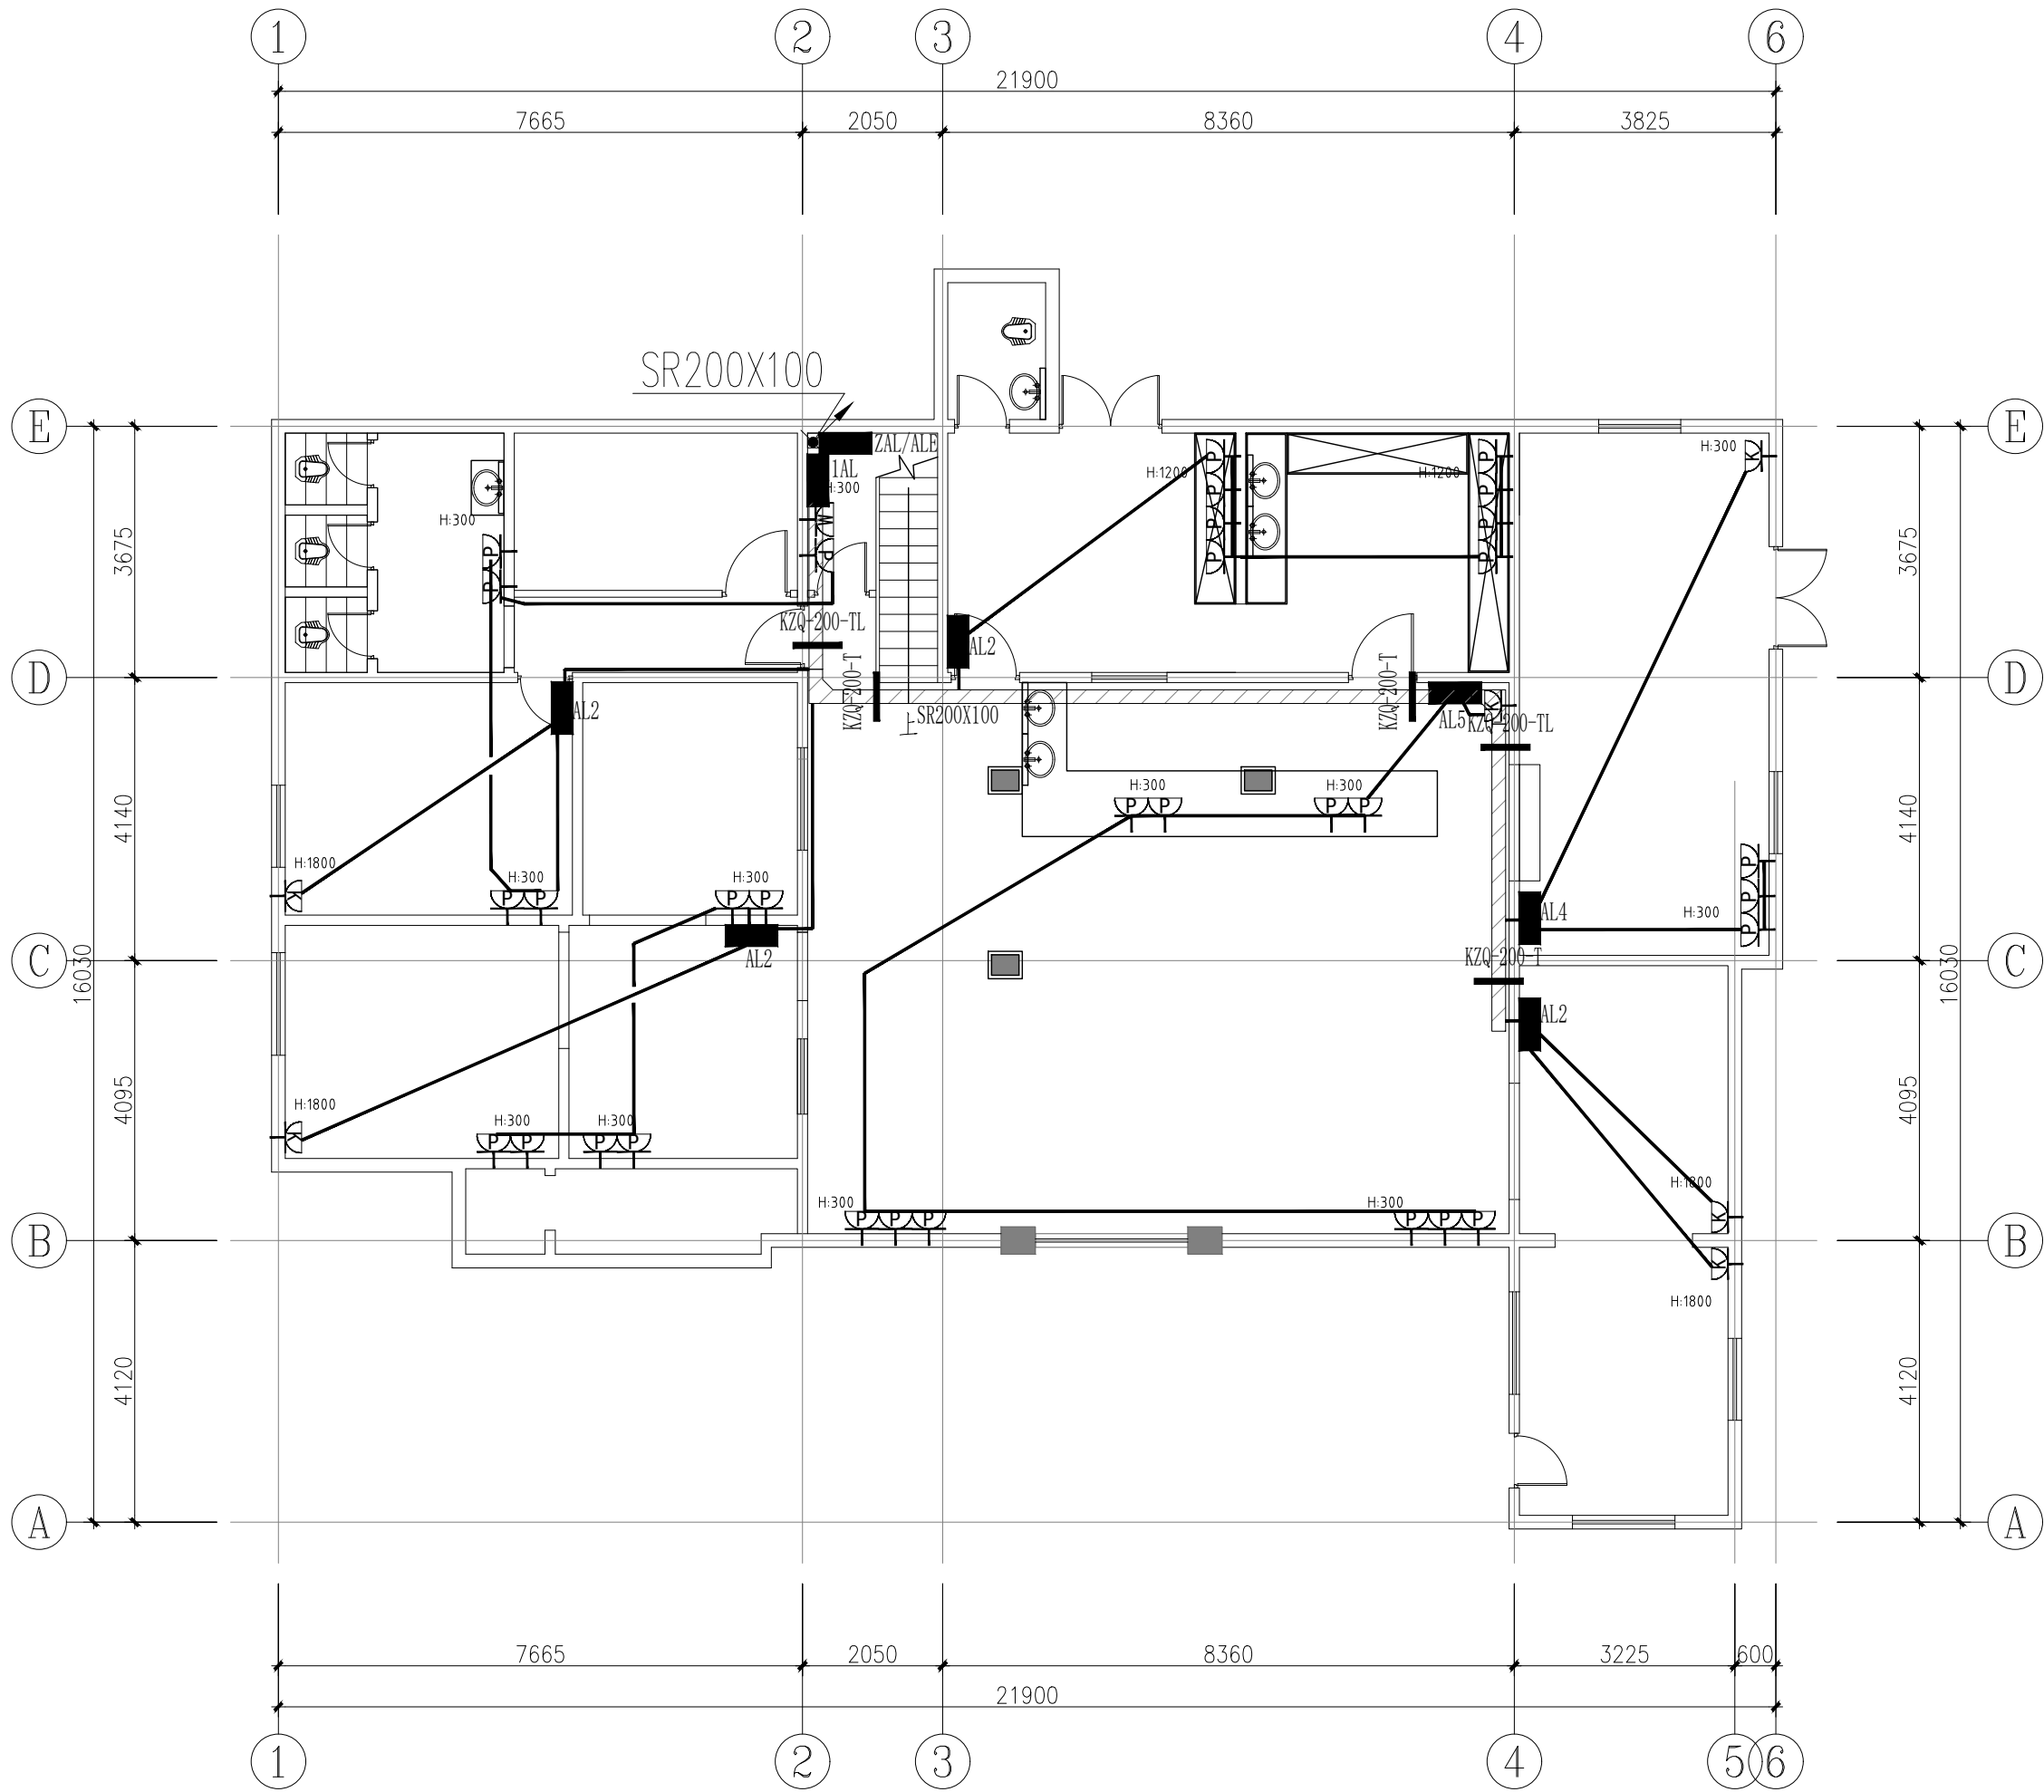 1 2 3 4 6
21900
7665 2050 8360 3825
SR200X100
E E
ZAL/ALE
1AL
H:300
H:1200
H:1200
H:300
K
P P
P P
P P
P P
H:300
W
P
P
P
3675 3675
KZQ-200-TL
AL2
D D
KZQ-200-T
KZQ-200-T
AL2
上
SR200X100
AL5
K
KZQ-200-TL
H:300
H:300
P P
P P
4140 4140
H:1800
K
H:300
P P
H:300
P P
P
P
P
H:300
AL4
AL2
KZQ-200-T
C C
16030 16030
AL2
4095 4095
H:1800
K
H:300
P P
H:300
P P
H:1800
K
H:300
P P P
H:300
P P P
B B
K
H:1800
4120 4120
A A
7665 2050 8360 3225 600
21900
1 2 3 4 5 6